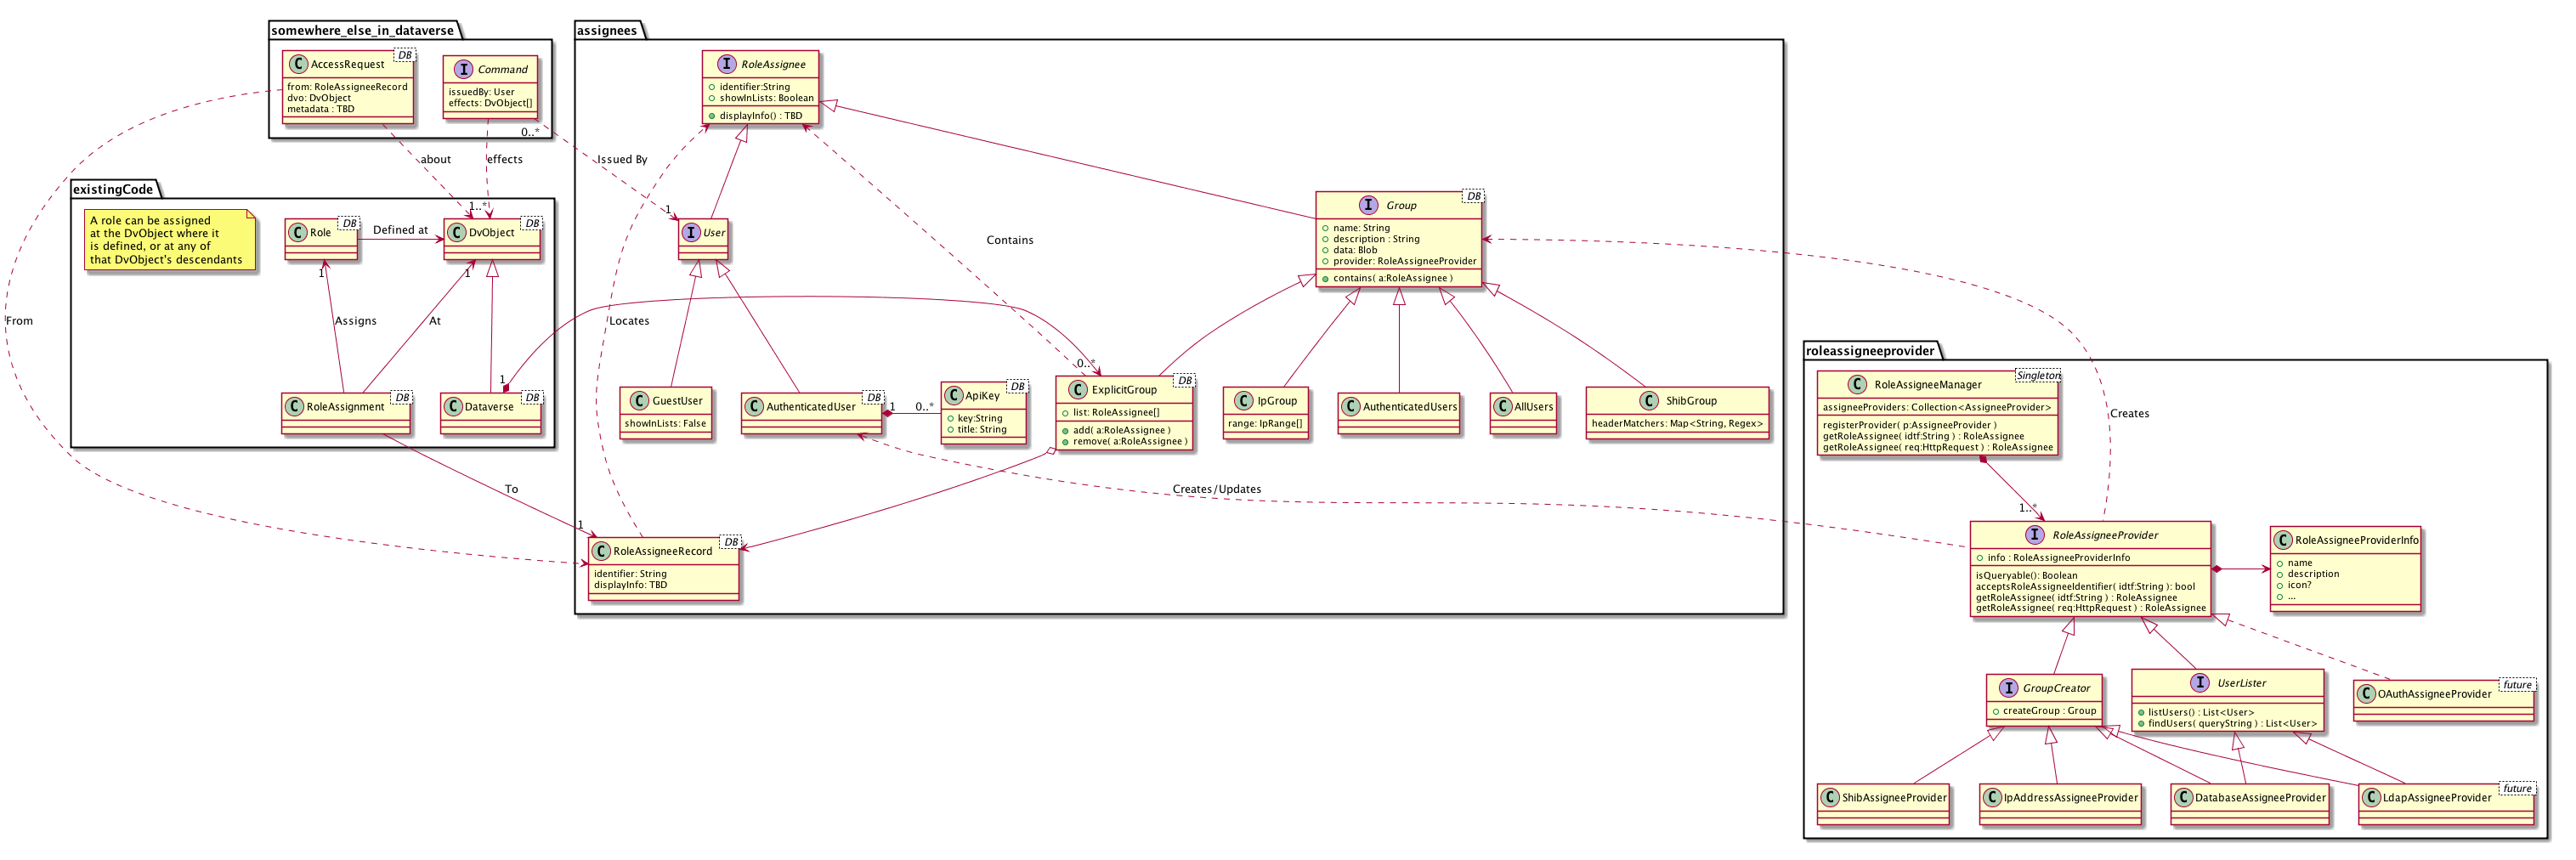 somewhere_else_in_dataverse
C AccessRequest DB
from: RoleAssigneeRecord
dvo: DvObject
metadata : TBD
I Command
issuedBy: User
effects: DvObject[]
0..*
about
effects
Issued By
From
existingCode
A role can be assigned
at the DvObject where it
is defined, or at any of
that DvObject's descendants
C Role DB
Defined at
1..*
C DvObject DB
1
1
Assigns
At
C RoleAssignment DB
1
C Dataverse DB
To
assignees
I RoleAssignee
identifier:String
showInLists: Boolean
displayInfo() : TBD
1
I User
Contains
Locates
I Group DB
name: String
description : String
data: Blob
provider: RoleAssigneeProvider
contains( a:RoleAssignee )
C GuestUser
showInLists: False
C AuthenticatedUser DB
1
0..*
C ApiKey DB
key:String
title: String
0..*
C ExplicitGroup DB
list: RoleAssignee[]
add( a:RoleAssignee )
remove( a:RoleAssignee )
C IpGroup
range: IpRange[]
C AuthenticatedUsers
C AllUsers
C ShibGroup
headerMatchers: Map<String, Regex>
Creates/Updates
1
C RoleAssigneeRecord DB
identifier: String
displayInfo: TBD
roleassigneeprovider
C RoleAssigneeManager Singleton
assigneeProviders: Collection<AssigneeProvider>
registerProvider( p:AssigneeProvider )
getRoleAssignee( idtf:String ) : RoleAssignee
getRoleAssignee( req:HttpRequest ) : RoleAssignee
Creates
1..*
I RoleAssigneeProvider
info : RoleAssigneeProviderInfo
isQueryable(): Boolean
acceptsRoleAssigneeIdentifier( idtf:String ): bool
getRoleAssignee( idtf:String ) : RoleAssignee
getRoleAssignee( req:HttpRequest ) : RoleAssignee
C RoleAssigneeProviderInfo
name
description
icon?
...
I GroupCreator
createGroup : Group
I UserLister
listUsers() : List<User>
findUsers( queryString ) : List<User>
C OAuthAssigneeProvider future
C ShibAssigneeProvider
C IpAddressAssigneeProvider
C DatabaseAssigneeProvider
C LdapAssigneeProvider future